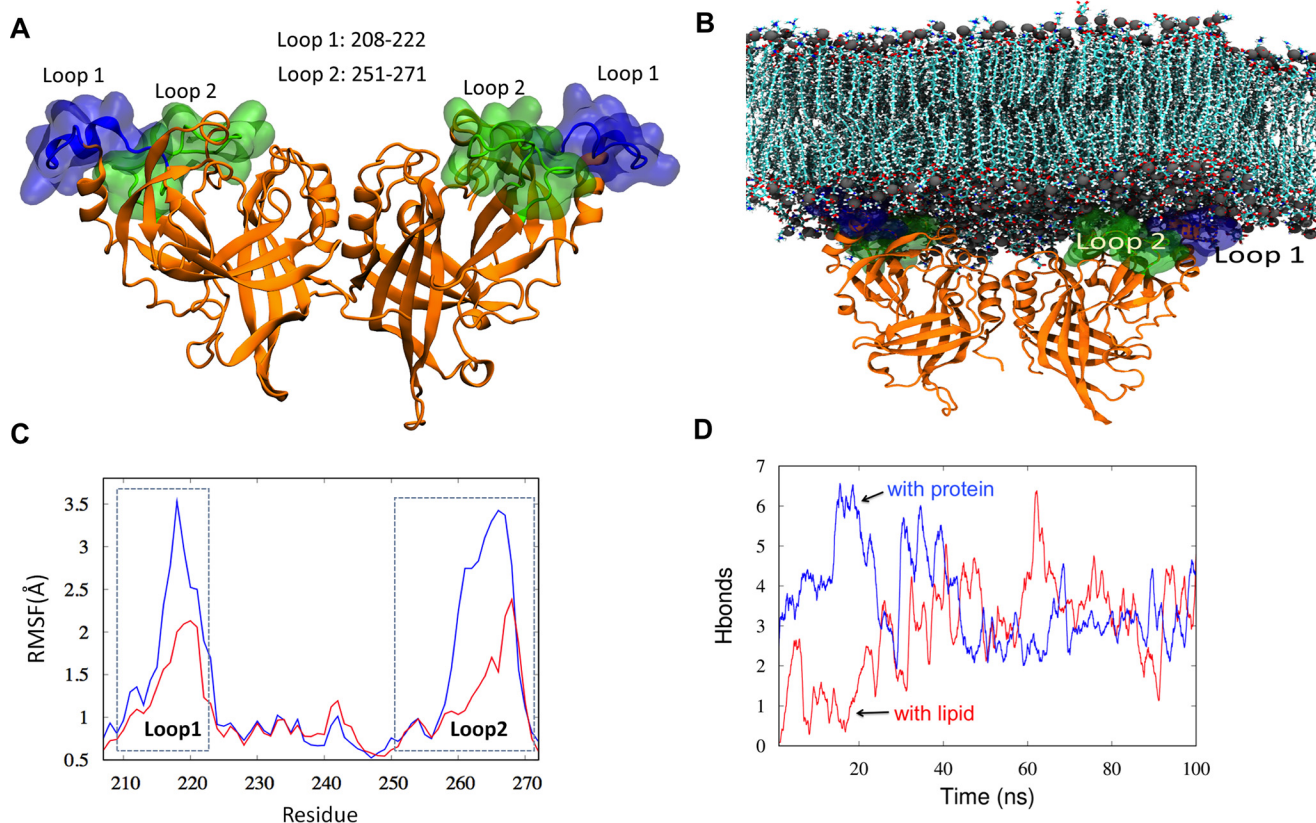 A
Loop 1: 208-222
Loop 2: 251-271
Loop 1
Loop 2
Loop 2
Loop 1
B
Loop 2
Loop 1
C
3.5
3
2.5
2
1.5
1
0.5
RMSF(Å)
Loop1
Loop2
210
220
230
240
250
260
270
Residue
D
7
6
5
4
3
2
1
0
Hbonds
with protein
with lipid
20
40
60
80
100
Time (ns)